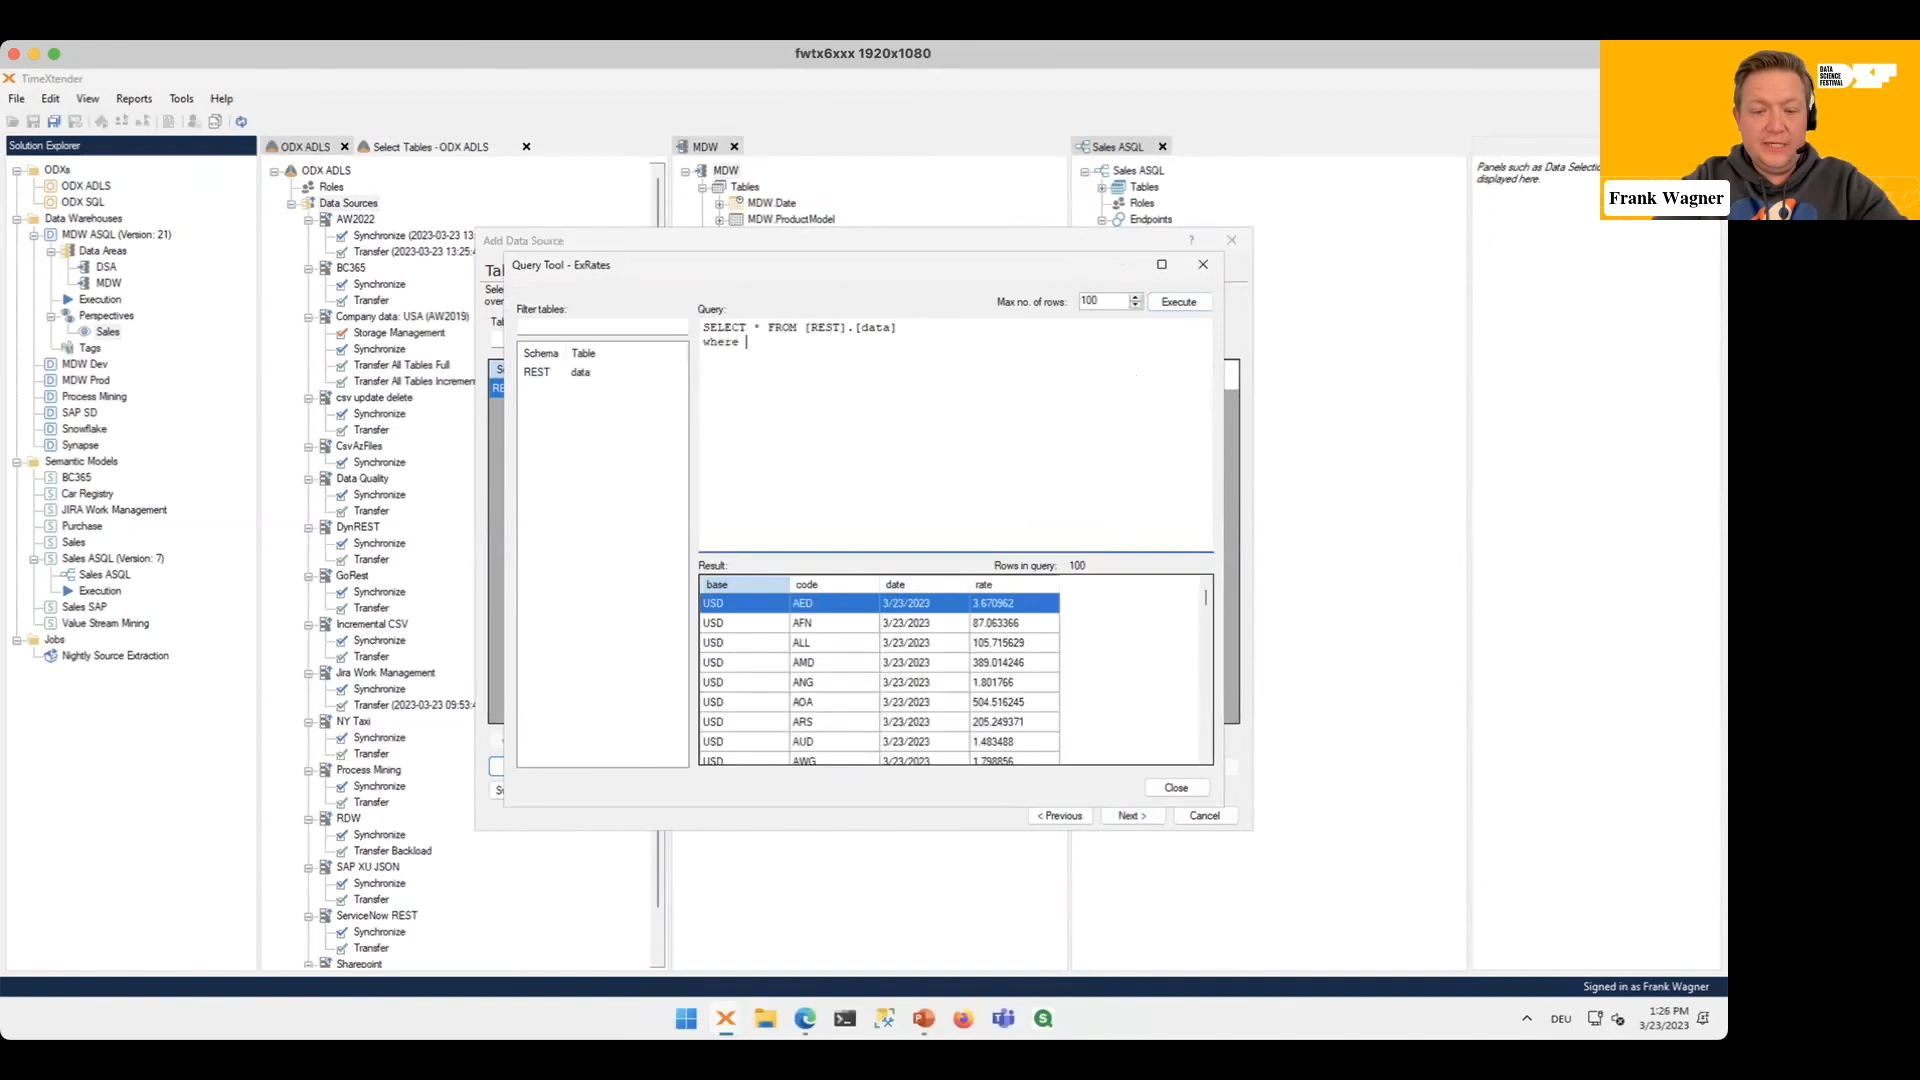 fwtx6xxx 1920x1080
TimeXtender
File Edit View Reports Tools Help
Solution Explorer
ODXs
ODX ADLS
ODX SQL
Data Warehouses
MDW ASQL (Version: 21)
Data Areas
DSA
MDW
Execution
Perspectives
Sales
Tags
MDW Dev
MDW Prod
Process Mining
SAP SD
Snowflake
Synapse
Semantic Models
BC365
Car Registry
JIRA Work Management
Purchase
Sales
Sales ASQL (Version: 7)
Sales ASQL
Execution
Sales SAP
Value Stream Mining
Jobs
Nightly Source Extraction
ODX ADLS
Select Tables - ODX ADLS
ODX ADLS
Roles
Data Sources
AW2022
Synchronize (2023-03-23 13:
Transfer (2023-03-23 13:25:4
BC365
Synchronize
Transfer
Company data: USA (AW2019)
Storage Management
Synchronize
Transfer All Tables Full
Transfer All Tables Incremen
csv update delete
Synchronize
Transfer
CsvAzFiles
Synchronize
Data Quality
Synchronize
Transfer
DynREST
Synchronize
Transfer
GoRest
Synchronize
Transfer
Incremental CSV
Synchronize
Transfer
Jira Work Management
Synchronize
Transfer (2023-03-23 09:53:4
NY Taxi
Synchronize
Transfer
Process Mining
Synchronize
Transfer
RDW
Synchronize
Transfer Backload
SAP XU JSON
Synchronize
Transfer
ServiceNow REST
Synchronize
Transfer
Sharepoint
MDW
MDW
Tables
MDW.Date
MDW.ProductModel
Sales ASQL
Sales ASQL
Tables
Roles
Endpoints
Panels such as Data Selectio
displayed here.
Add Data Source
?
Query Tool - ExRates
Filter tables:
Schema Table
REST data
Query:
Max no. of rows: 100 Execute
SELECT * FROM [REST].[data]
where
Result:
Rows in query: 100
base code date rate
USD AED 3/23/2023 3.670962
USD AFN 3/23/2023 87.063366
USD ALL 3/23/2023 105.715629
USD AMD 3/23/2023 389.014246
USD ANG 3/23/2023 1.801766
USD AOA 3/23/2023 504.516245
USD ARS 3/23/2023 205.249371
USD AUD 3/23/2023 1.483488
USD AWG 3/23/2023 1.798856
Close
< Previous Next > Cancel
DATA
SCIENCE
FESTIVAL
DSF
Frank Wagner
Signed in as Frank Wagner
DEU
1:26 PM
3/23/2023